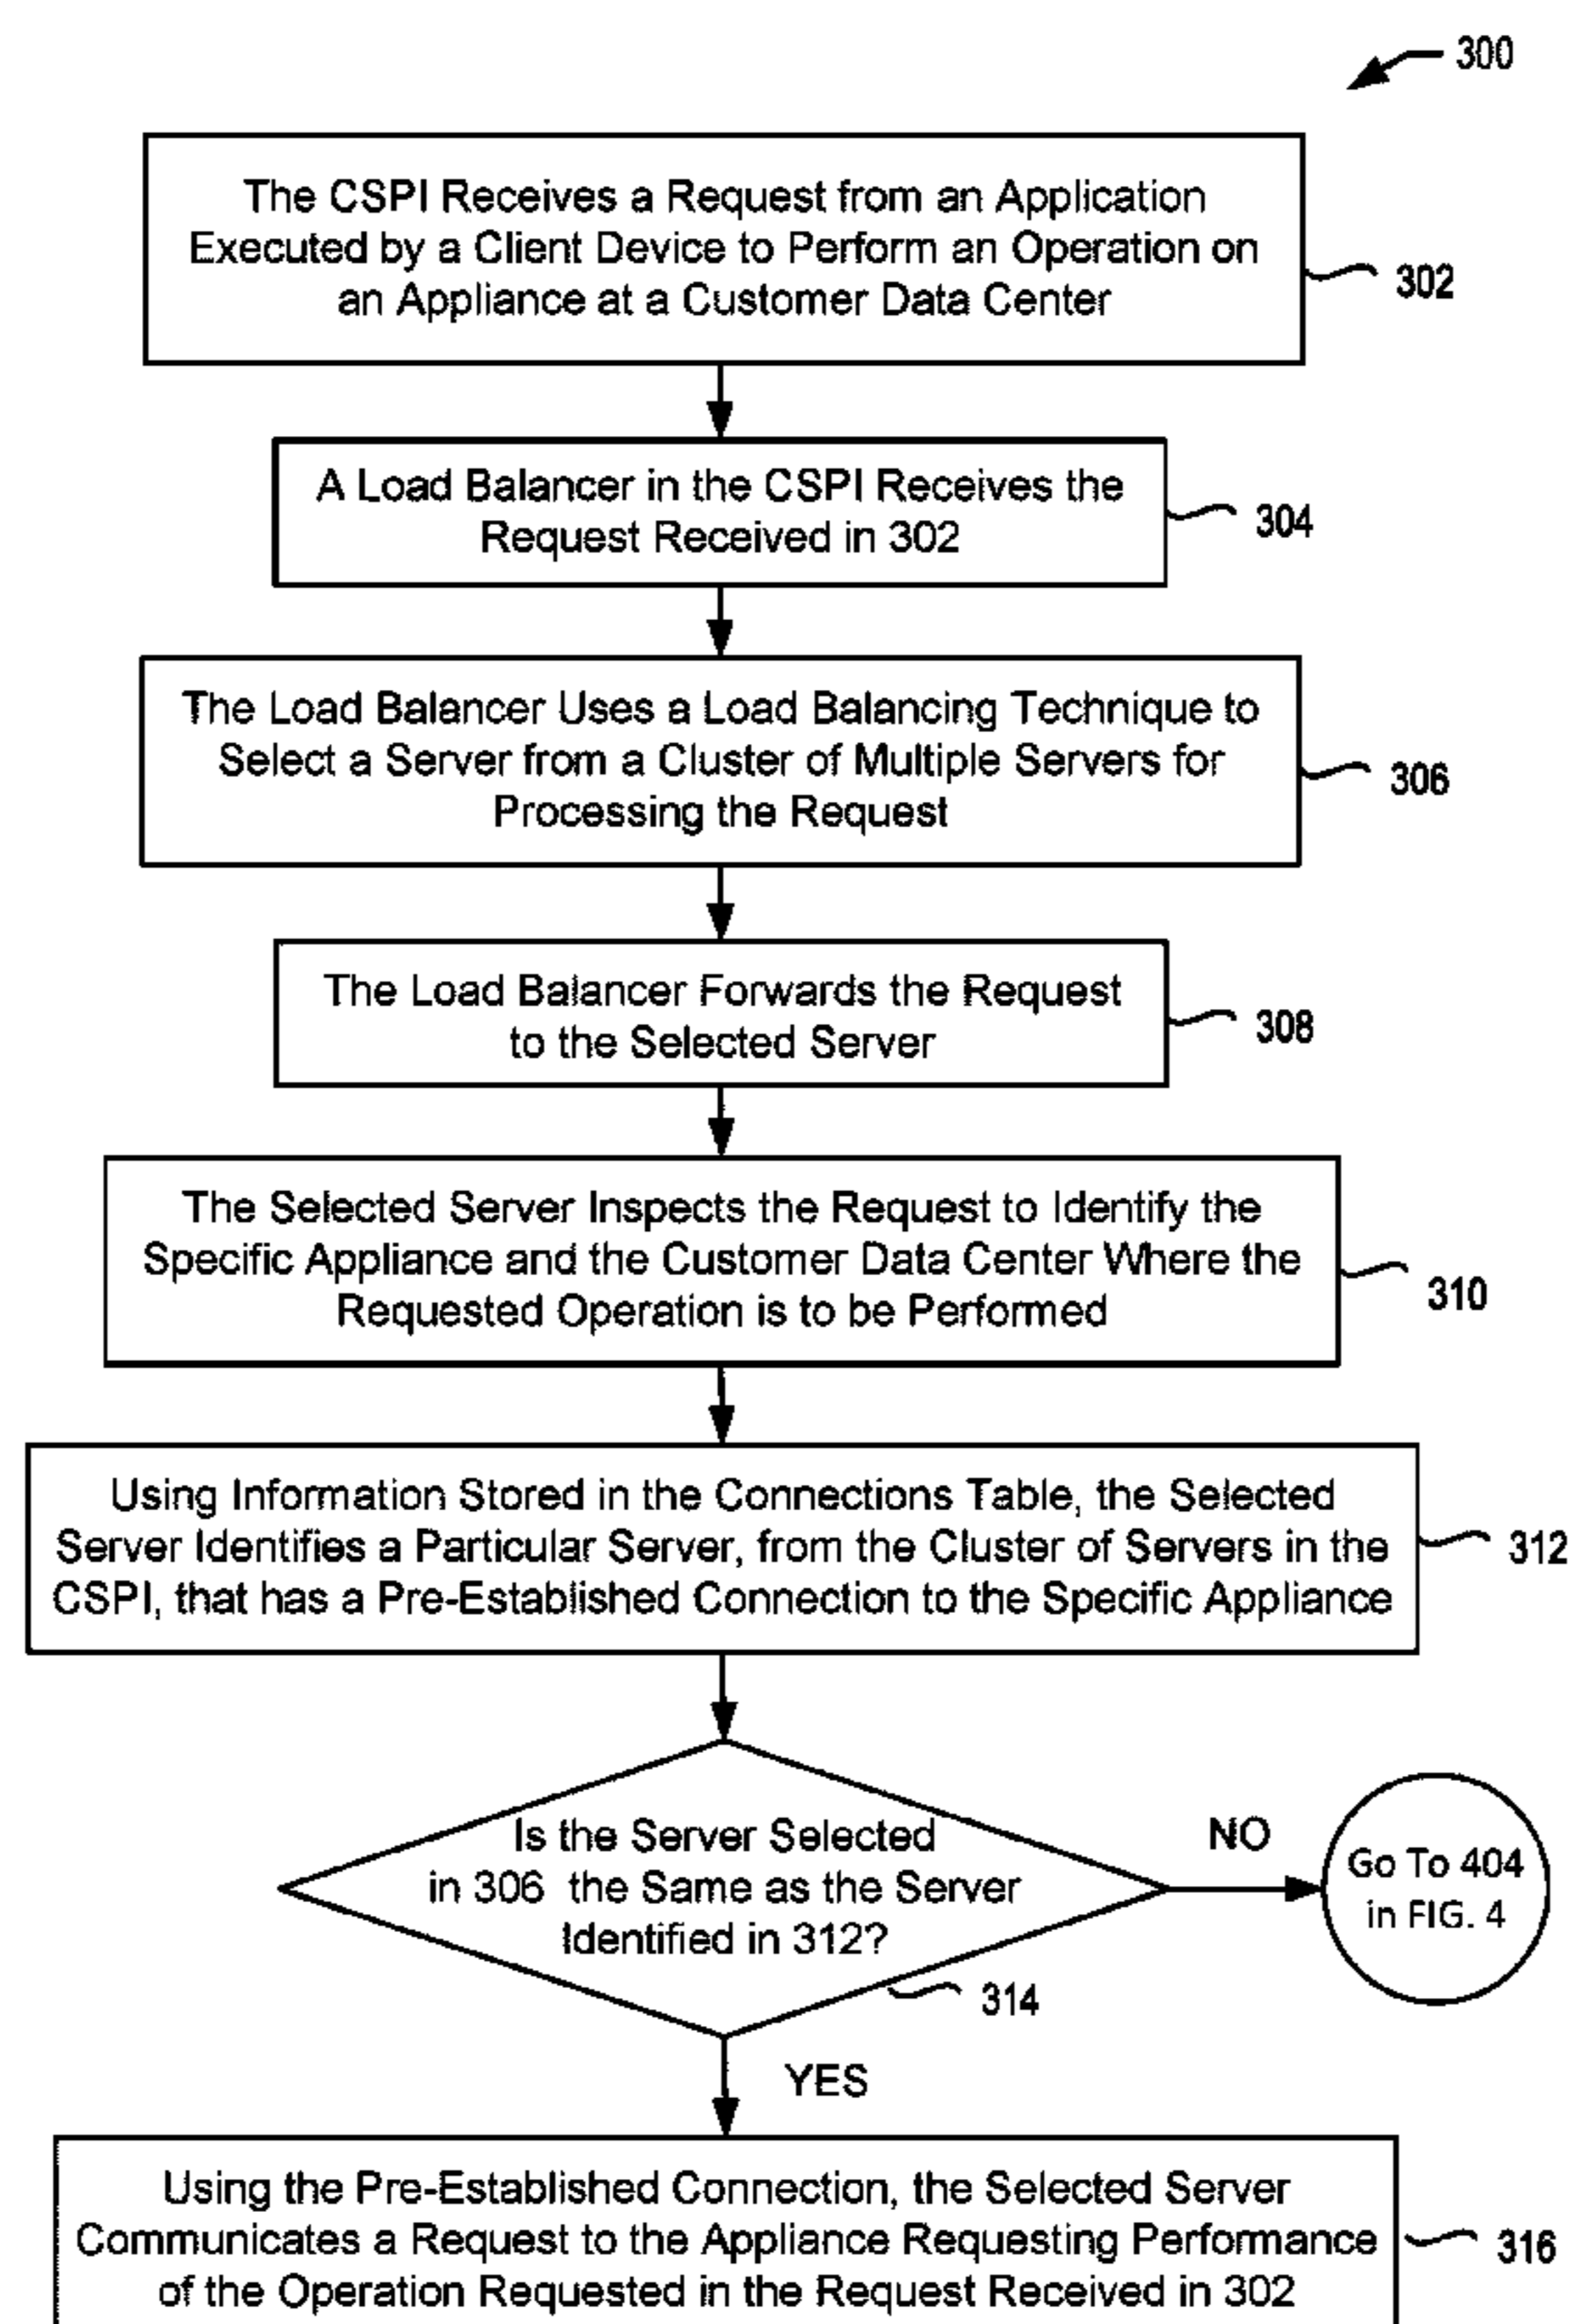 300
The CSPI Receives a Request from an Application
Executed by a Client Device to Perform an Operation on
an Appliance at a Customer Data Center
302
A Load Balancer in the CSPI Receives the
Request Received in 302
304
The Load Balancer Uses a Load Balancing Technique to
Select a Server from a Cluster of Multiple Servers for
Processing the Request
306
The Load Balancer Forwards the Request
to the Selected Server
308
The Selected Server Inspects the Request to Identify the
Specific Appliance and the Customer Data Center Where the
Requested Operation is to be Performed
310
Using Information Stored in the Connections Table, the Selected
Server Identifies a Particular Server, from the Cluster of Servers in the
CSPI, that has a Pre-Established Connection to the Specific Appliance
312
Is the Server Selected
in 306 the Same as the Server
Identified in 312?
314
NO
Go To 404
in FIG. 4
YES
Using the Pre-Established Connection, the Selected Server
Communicates a Request to the Appliance Requesting Performance
of the Operation Requested in the Request Received in 302
316